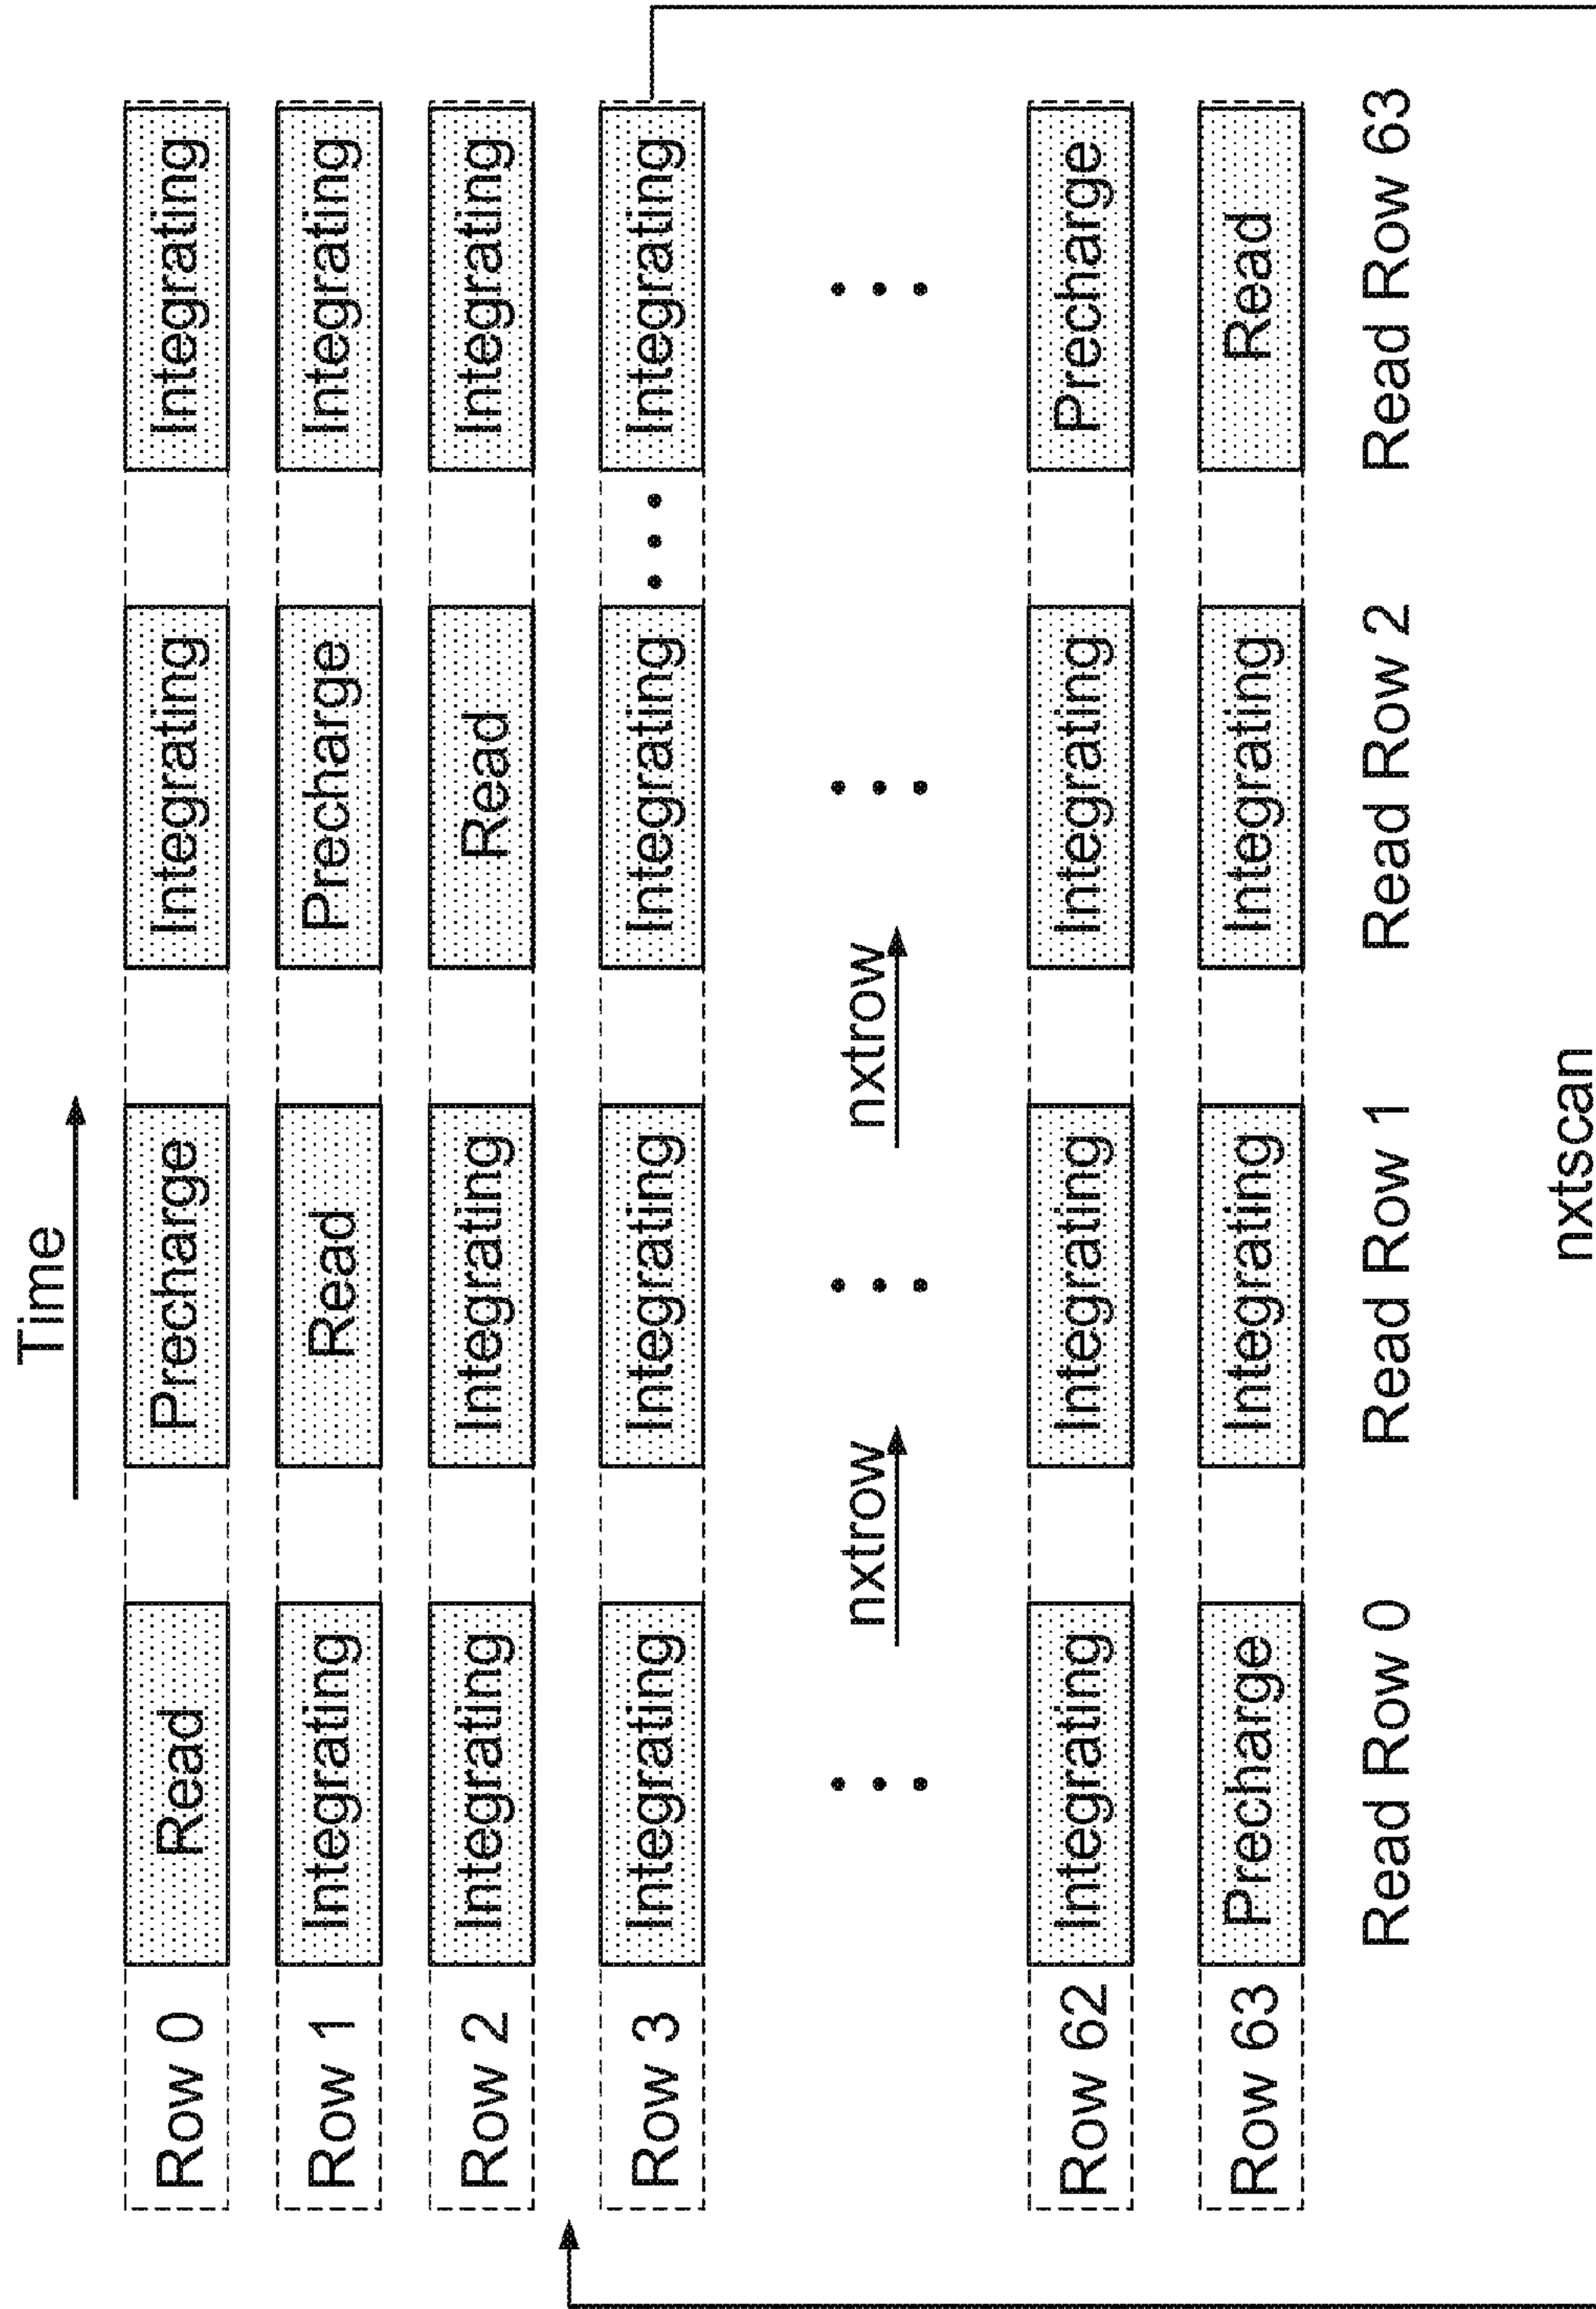 Time
Row 0 Read Precharge Integrating Integrating
Row 1 Integrating Read Precharge Integrating
Row 2 Integrating Integrating Read Integrating
Row 3 Integrating Integrating Integrating Integrating
nxtrow nxtrow
Row 62 Integrating Integrating Integrating Precharge
Row 63 Precharge Integrating Integrating Read
Read Row 0 Read Row 1 Read Row 2 Read Row 63
nxtscan